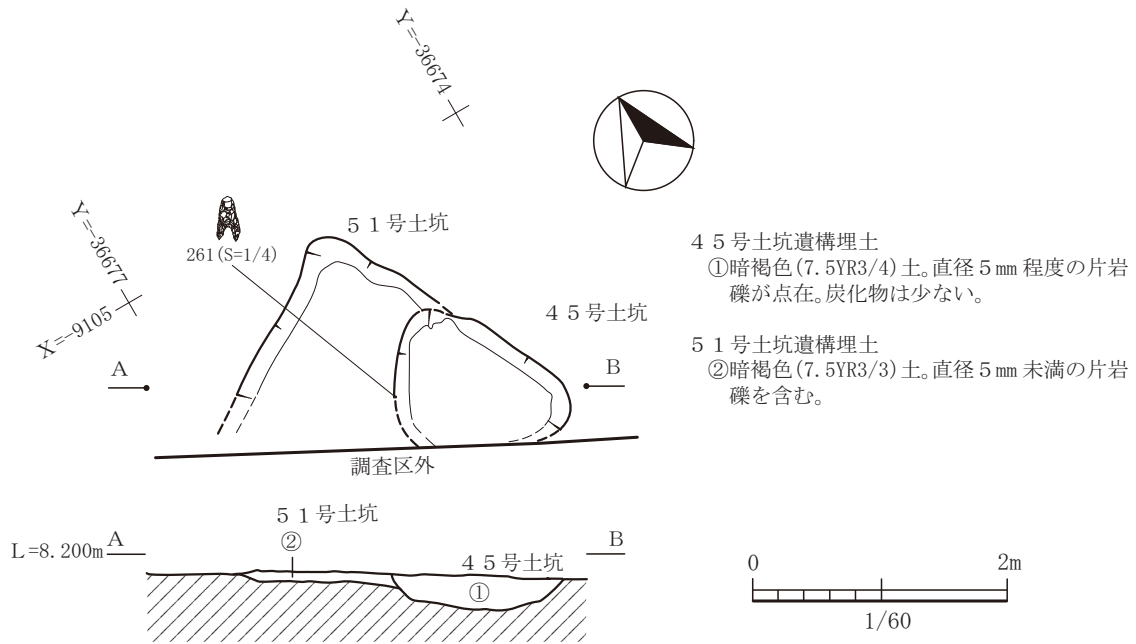 Y=-36674
Y=-36677
X=-9105
261(S=1/4)
５１号土坑
４５号土坑
A
B
調査区外
４５号土坑遺構埋土
①暗褐色(7.5YR3/4)土。直径５㎜程度の片岩
礫が点在。炭化物は少ない。
５１号土坑遺構埋土
②暗褐色(7.5YR3/3)土。直径５㎜未満の片岩
礫を含む。
L=8.200m
A
５１号土坑
②
４５号土坑
①
B
0
2m
1/60